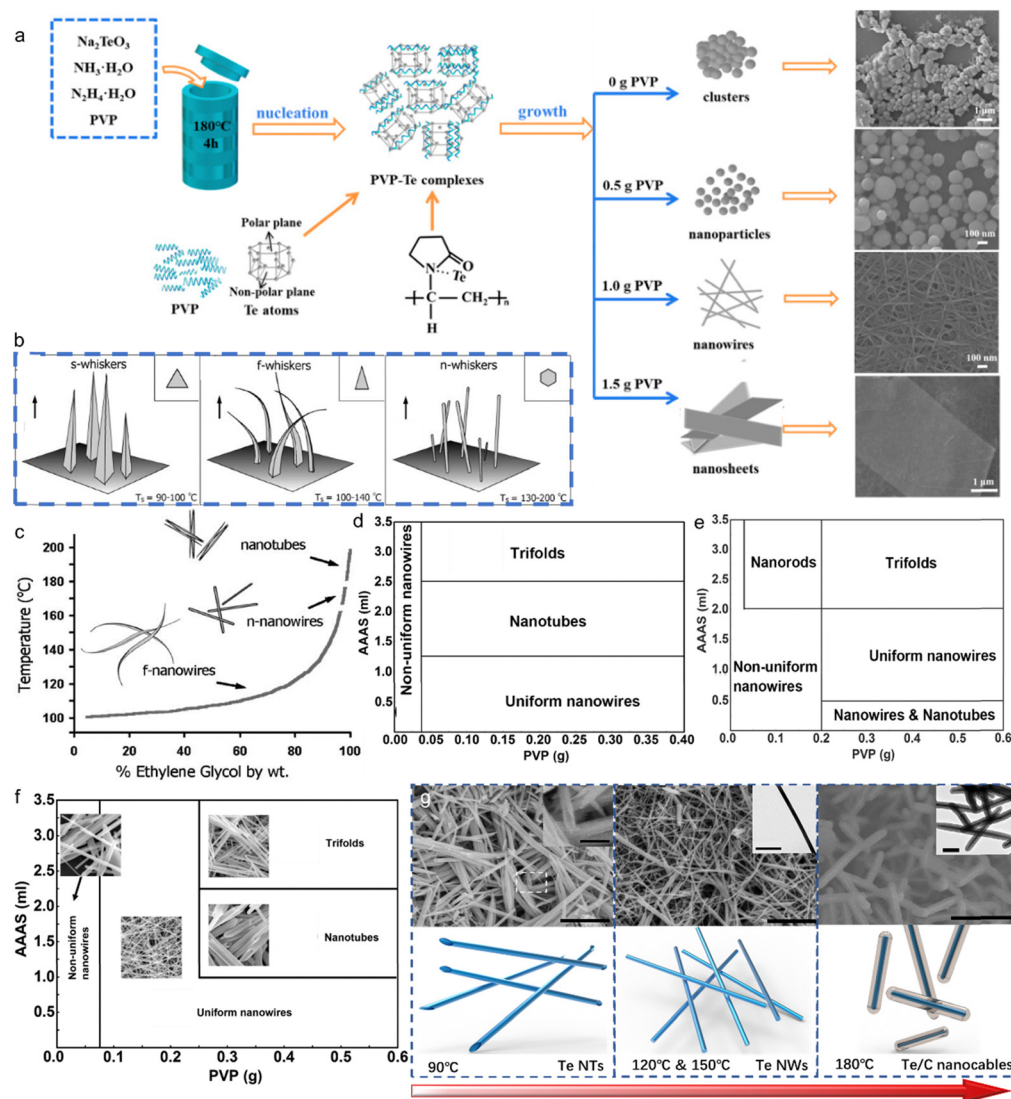 a
Na₂TeO₃
NH₃·H₂O
N₂H₄·H₂O
PVP
180°C
4h
nucleation
PVP-Te complexes
growth
Polar plane
Non-polar plane
PVP
Te atoms
N
O
Te
C
CH₂
n
H
0 g PVP
clusters
1 μm
0.5 g PVP
nanoparticles
100 nm
1.0 g PVP
nanowires
100 nm
1.5 g PVP
nanosheets
1 μm
b
s-whiskers
Tₛ = 90-100 °C
f-whiskers
Tₛ = 100-140 °C
n-whiskers
Tₛ = 130-200 °C
c
Temperature (°C)
200
180
160
140
120
100
nanotubes
n-nanowires
f-nanowires
0 20 40 60 80 100
% Ethylene Glycol by wt.
d
AAAS (ml)
3.5
3.0
2.5
2.0
1.5
1.0
0.5
Non-uniform nanowires
Trifolds
Nanotubes
Uniform nanowires
0.00 0.05 0.10 0.15 0.20 0.25 0.30 0.35 0.40
PVP (g)
e
AAAS (ml)
3.5
3.0
2.5
2.0
1.5
1.0
0.5
0.0
Nanorods
Trifolds
Non-uniform
nanowires
Uniform nanowires
Nanowires & Nanotubes
0.0 0.1 0.2 0.3 0.4 0.5 0.6
PVP (g)
f
AAAS (ml)
3.5
3.0
2.5
2.0
1.5
1.0
0.5
Non-uniform
nanowires
Trifolds
Nanotubes
Uniform nanowires
0.0 0.1 0.2 0.3 0.4 0.5 0.6
PVP (g)
g
90℃ Te NTs
120℃ & 150℃ Te NWs
180℃ Te/C nanocables